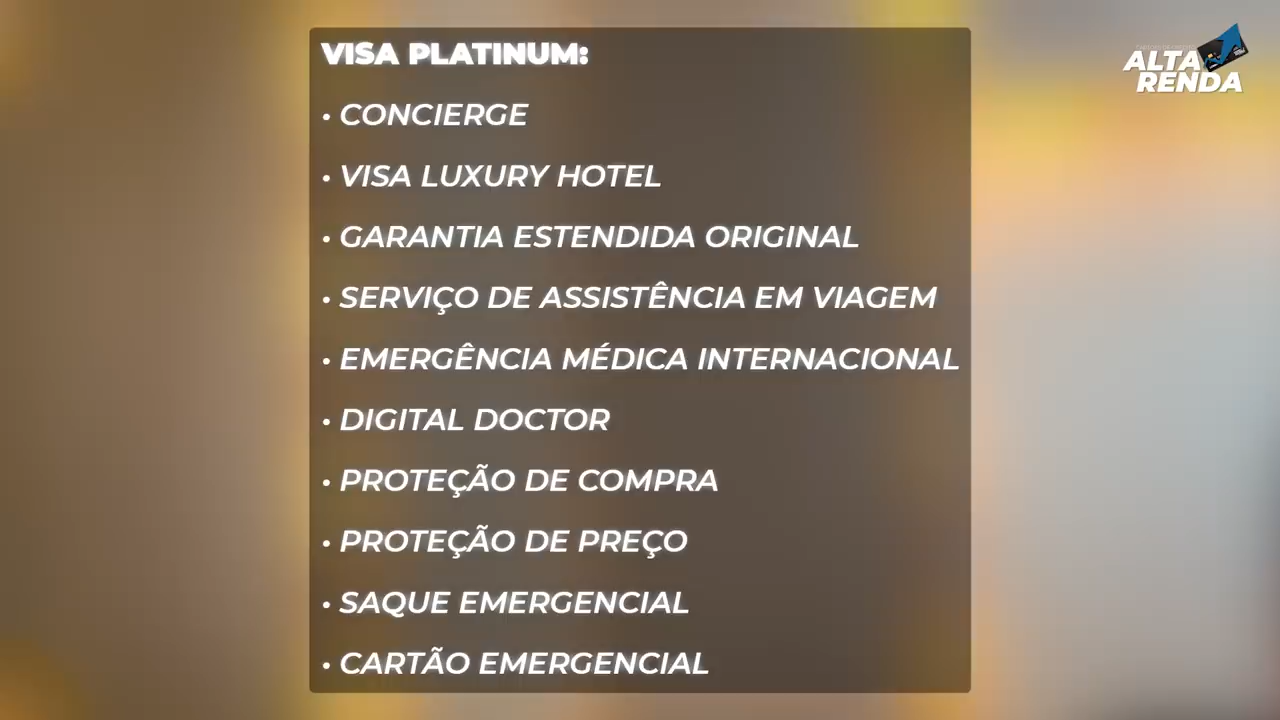 VISA PLATINUM:
• CONCIERGE
• VISA LUXURY HOTEL
• GARANTIA ESTENDIDA ORIGINAL
• SERVIÇO DE ASSISTÊNCIA EM VIAGEM
• EMERGÊNCIA MÉDICA INTERNACIONAL
• DIGITAL DOCTOR
• PROTEÇÃO DE COMPRA
• PROTEÇÃO DE PREÇO
• SAQUE EMERGENCIAL
• CARTÃO EMERGENCIAL
ALTA
RENDA